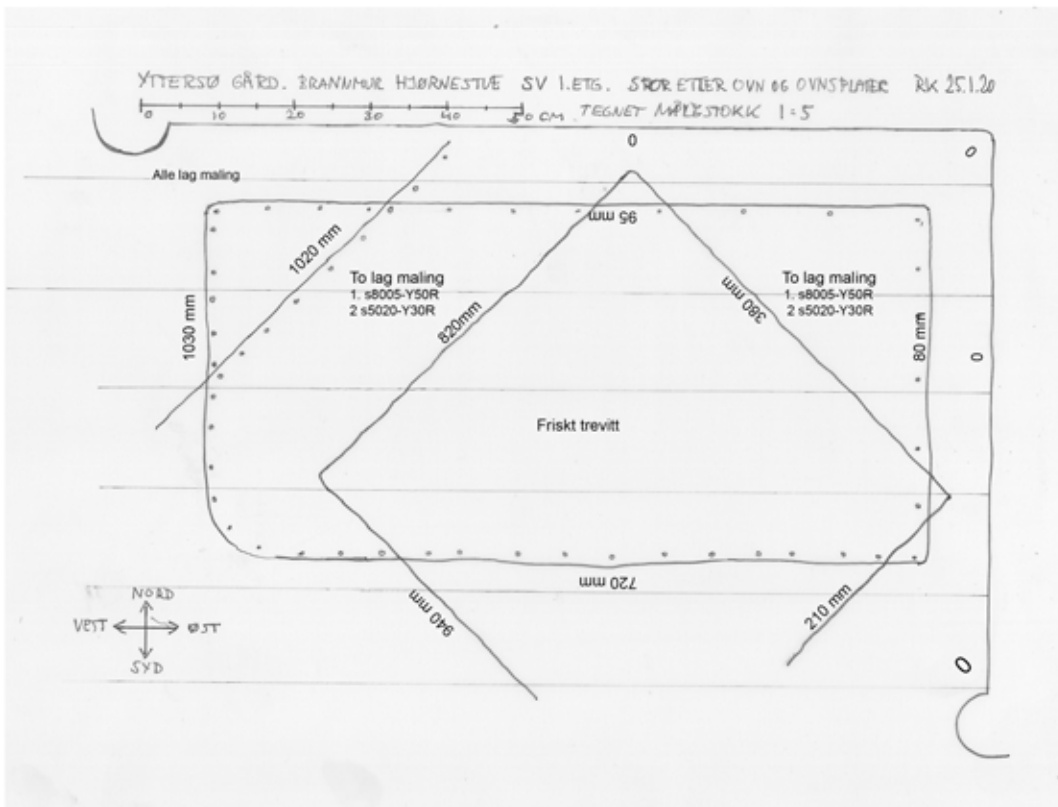 YTTERSØ GÅRD. BRANNMUR HJØRNESTUE SV 1.ETG. SPOR ETTER OVN OG OVNSPLATER RK 25.1.20
0 10 20 30 40 50 CM. TEGNET MÅLESTOKK 1:5
0
0
Alle lag maling
95 mm
1020 mm
To lag maling
1. s8005-Y50R
2 s5020-Y30R
To lag maling
1. s8005-Y50R
2 s5020-Y30R
1030 mm
820mm
380 mm
80 mm
0
Friskt trevitt
720 mm
940 mm
210 mm
NORD
VEST
ØST
SYD
0